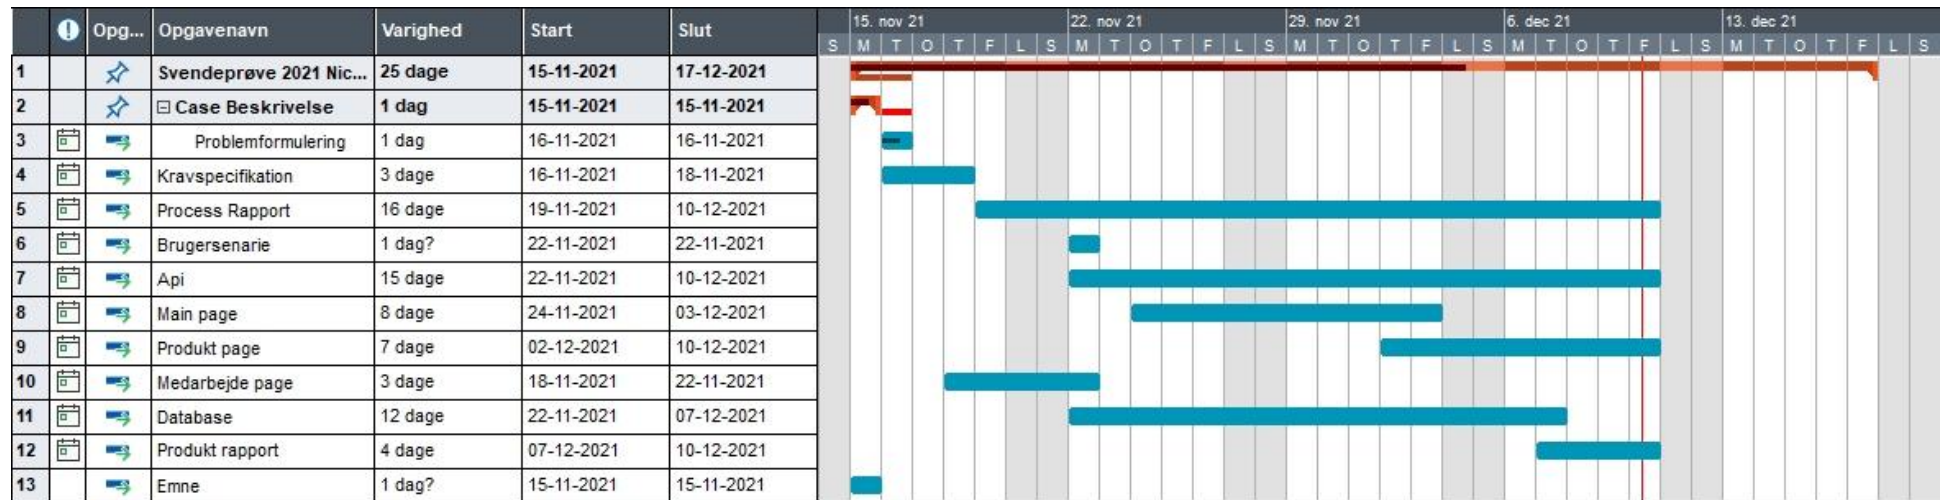 Opg... Opgavenavn Varighed Start Slut 15. nov 21 22. nov 21 29. nov 21 6. dec 21 13. dec 21
S M T O T F L S M T O T F L S M T O T F L S M T O T F L S M T O T F L S
1 Svendeprøve 2021 Nic... 25 dage 15-11-2021 17-12-2021
2 Case Beskrivelse 1 dag 15-11-2021 15-11-2021
3 Problemformulering 1 dag 16-11-2021 16-11-2021
4 Kravspecifikation 3 dage 16-11-2021 18-11-2021
5 Process Rapport 16 dage 19-11-2021 10-12-2021
6 Brugersenarie 1 dag? 22-11-2021 22-11-2021
7 Api 15 dage 22-11-2021 10-12-2021
8 Main page 8 dage 24-11-2021 03-12-2021
9 Produkt page 7 dage 02-12-2021 10-12-2021
10 Medarbejde page 3 dage 18-11-2021 22-11-2021
11 Database 12 dage 22-11-2021 07-12-2021
12 Produkt rapport 4 dage 07-12-2021 10-12-2021
13 Emne 1 dag? 15-11-2021 15-11-2021